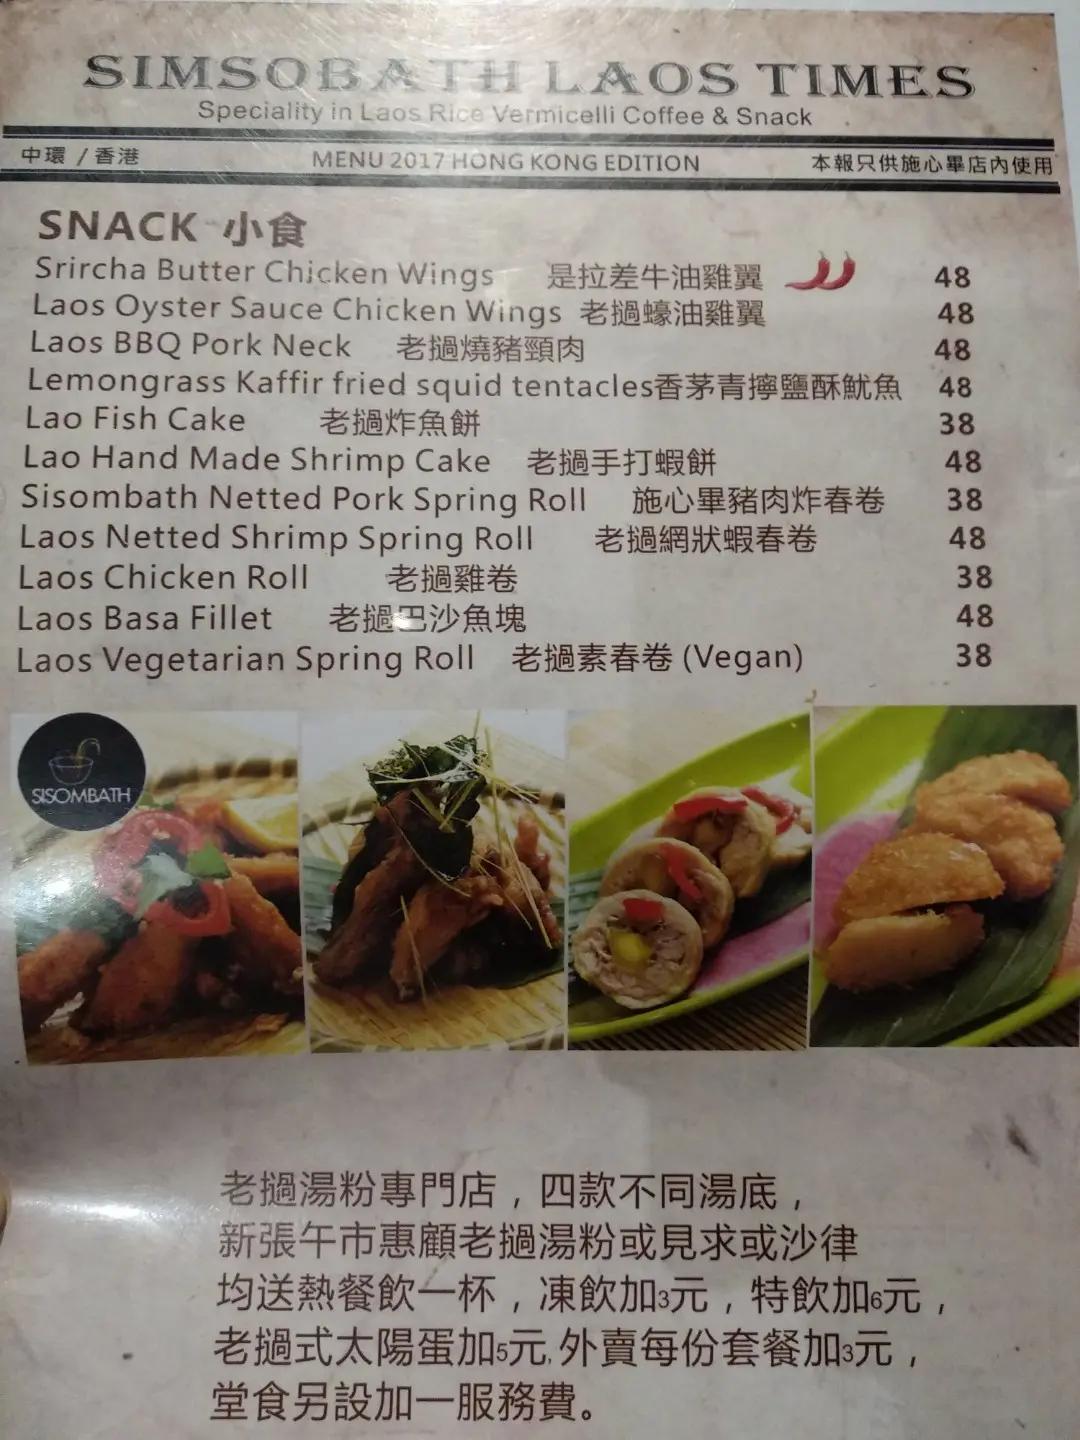 SIMSOBATH LAOS TIMES
Speciality in Laos Rice Vermicelli Coffee & Snack
中環 / 香港 MENU 2017 HONG KONG EDITION 本報只供施心畢店內使用
SNACK 小食
Srircha Butter Chicken Wings 是拉差牛油雞翼 48
Laos Oyster Sauce Chicken Wings 老撾蠔油雞翼 48
Laos BBQ Pork Neck 老撾燒豬頸肉 48
Lemongrass Kaffir fried squid tentacles香茅青擰鹽酥魷魚 48
Lao Fish Cake 老撾炸魚餅 38
Lao Hand Made Shrimp Cake 老撾手打蝦餅 48
Sisombath Netted Pork Spring Roll 施心畢豬肉炸春卷 38
Laos Netted Shrimp Spring Roll 老撾網狀蝦春卷 48
Laos Chicken Roll 老撾雞卷 38
Laos Basa Fillet 老撾巴沙魚塊 48
Laos Vegetarian Spring Roll 老撾素春卷 (Vegan) 38
SISOMBATH
老撾湯粉專門店，四款不同湯底，
新張午市惠顧老撾湯粉或見求或沙律
均送熱餐飲一杯，凍飲加3元，特飲加6元，
老撾式太陽蛋加5元, 外賣每份套餐加3元，
堂食另設加一服務費。